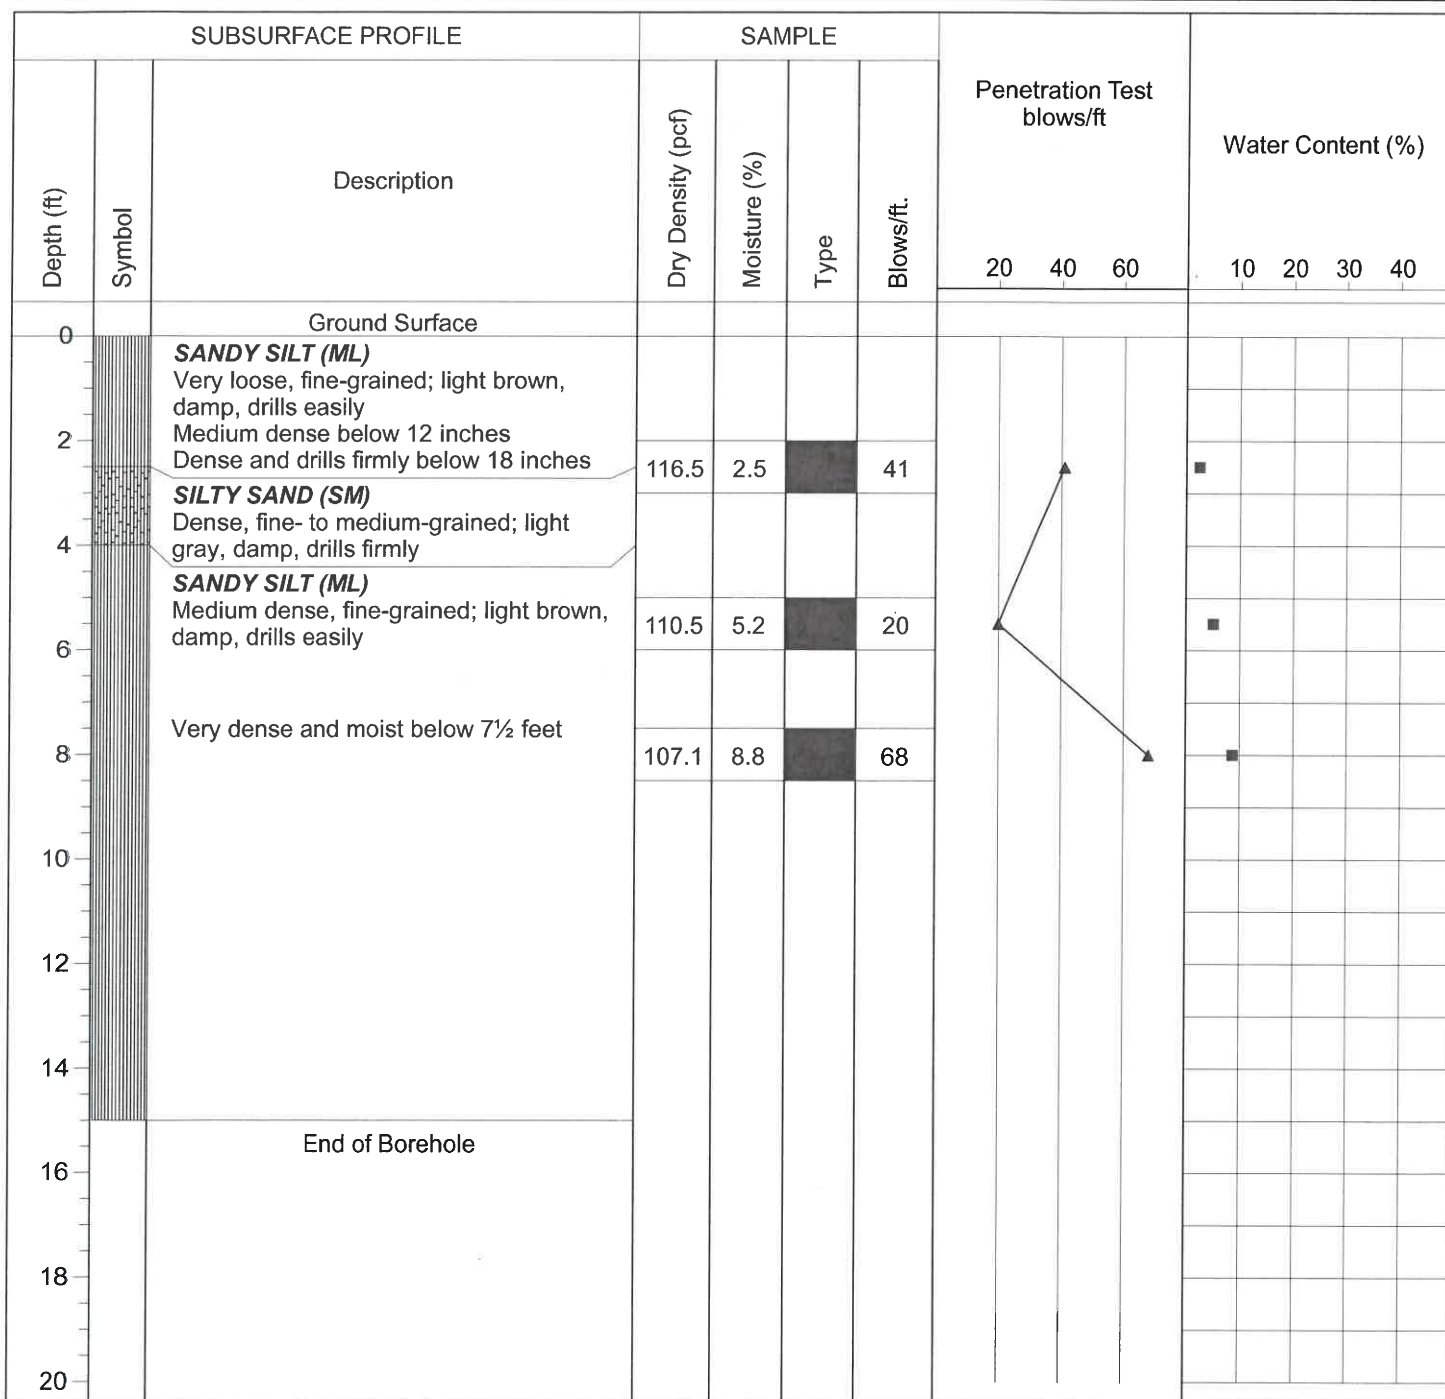 SUBSURFACE PROFILE
SAMPLE
Depth (ft)
Symbol
Description
Dry Density (pcf)
Moisture (%)
Type
Blows/ft.
Penetration Test
blows/ft
20 40 60
Water Content (%)
10 20 30 40
Ground Surface
0
SANDY SILT (ML)
Very loose, fine-grained; light brown,
damp, drills easily
Medium dense below 12 inches
2
Dense and drills firmly below 18 inches
116.5 2.5 41
SILTY SAND (SM)
Dense, fine- to medium-grained; light
gray, damp, drills firmly
4
SANDY SILT (ML)
Medium dense, fine-grained; light brown,
damp, drills easily
110.5 5.2 20
6
Very dense and moist below 7½ feet
8
107.1 8.8 68
10
12
14
End of Borehole
16
18
20